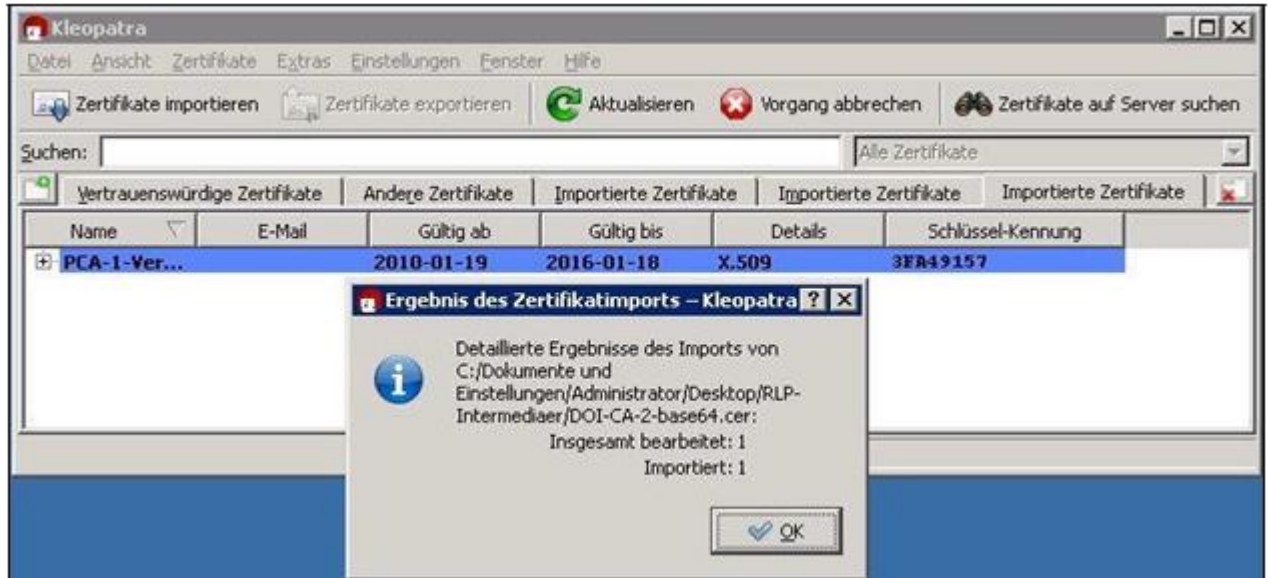 Kleopatra
Datei Ansicht Zertifikate Extras Einstellungen Fenster Hilfe
Zertifikate importieren Zertifikate exportieren Aktualisieren Vorgang abbrechen Zertifikate auf Server suchen
Suchen: Alle Zertifikate
Vertrauenswürdige Zertifikate Andere Zertifikate Importierte Zertifikate Importierte Zertifikate Importierte Zertifikate
Name E-Mail Gültig ab Gültig bis Details Schlüssel-Kennung
PCA-1-Ver... 2010-01-19 2016-01-18 X.509 3FA49157
Ergebnis des Zertifikatimports – Kleopatra
Detaillierte Ergebnisse des Imports von
C:/Dokumente und
Einstellungen/Administrator/Desktop/RLP-
Intermediaer/DOI-CA-2-base64.cer:
Insgesamt bearbeitet: 1
Importiert: 1
OK